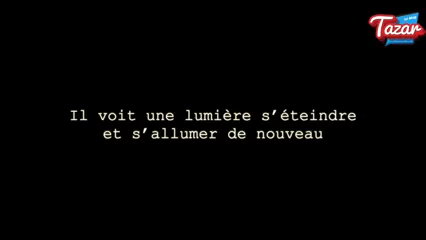 Tazar
Il voit une lumière s’éteindre
et s’allumer de nouveau